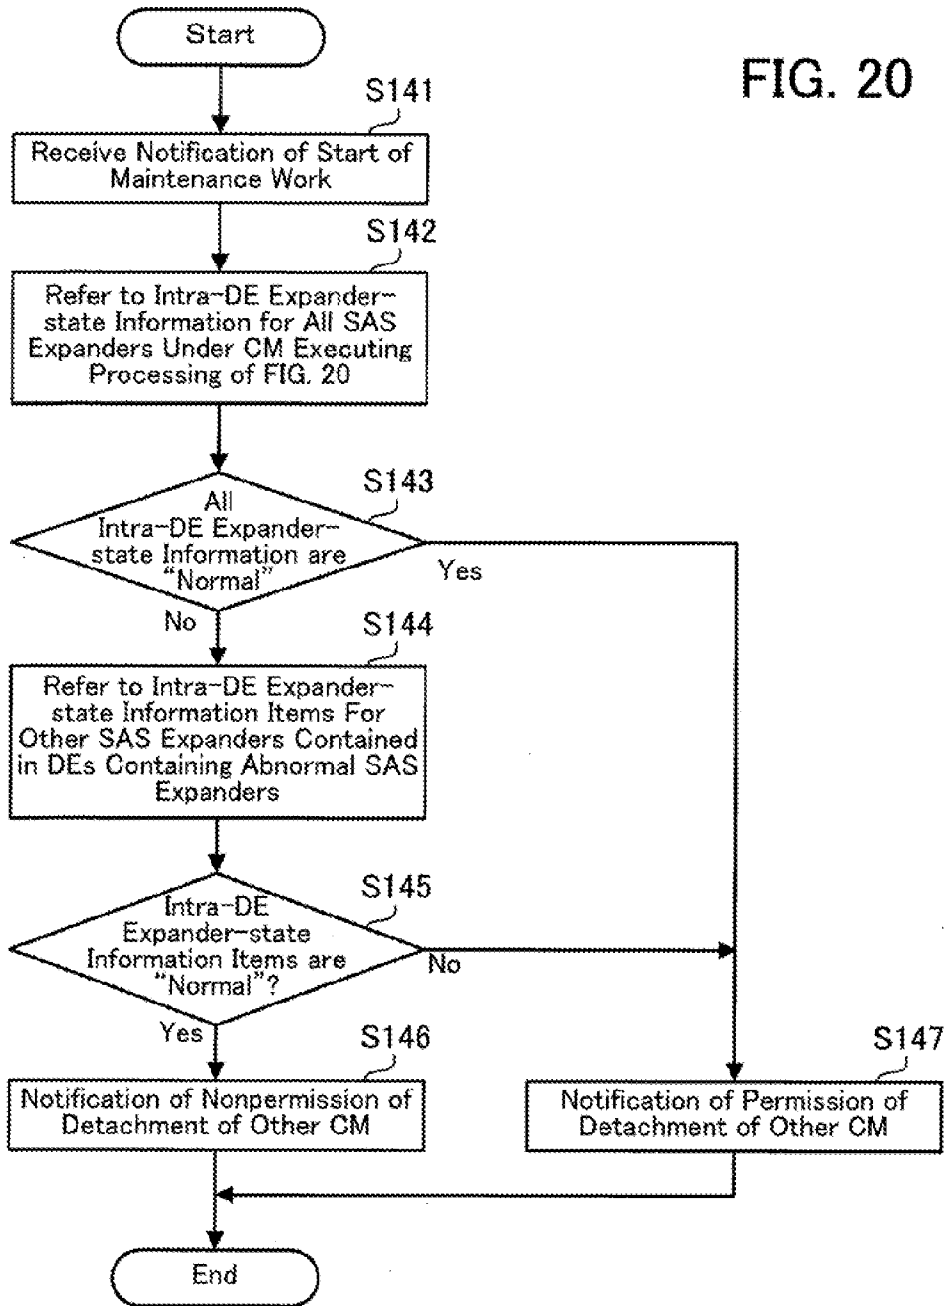 Start
FIG. 20
S141
Receive Notification of Start of
Maintenance Work
S142
Refer to Intra-DE Expander-
state Information for All SAS
Expanders Under CM Executing
Processing of FIG. 20
S143
All
Intra-DE Expander-
state Information are
"Normal"
Yes
No
S144
Refer to Intra-DE Expander-
state Information Items For
Other SAS Expanders Contained
in DEs Containing Abnormal SAS
Expanders
S145
Intra-DE
Expander-state
Information Items are
"Normal"?
No
Yes
S146
Notification of Nonpermission of
Detachment of Other CM
S147
Notification of Permission of
Detachment of Other CM
End